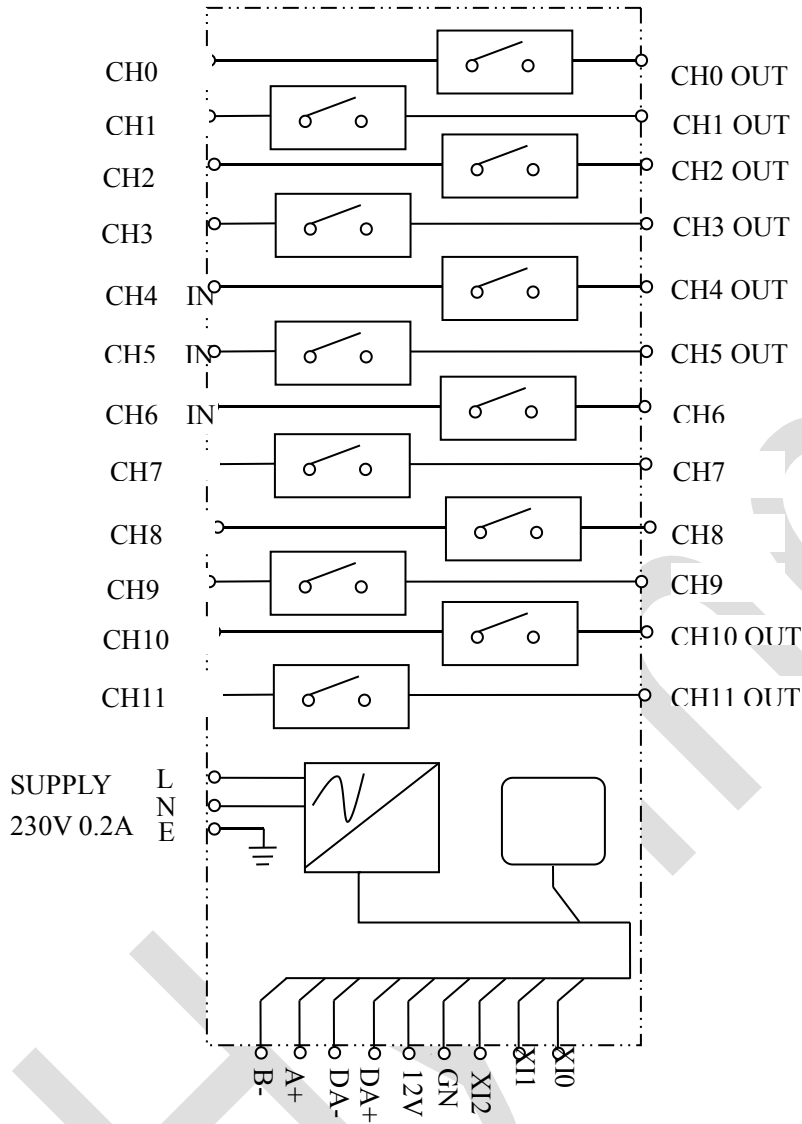 CH0 CH0 OUT
CH1 CH1 OUT
CH2 CH2 OUT
CH3 CH3 OUT
CH4 IN CH4 OUT
CH5 IN CH5 OUT
CH6 IN CH6
CH7 CH7
CH8 CH8
CH9 CH9
CH10 CH10 OUT
CH11 CH11 OUT
SUPPLY L
N
230V 0.2A E
B- A+ DA- DA+ 12V GN XI2 XI1 XI0